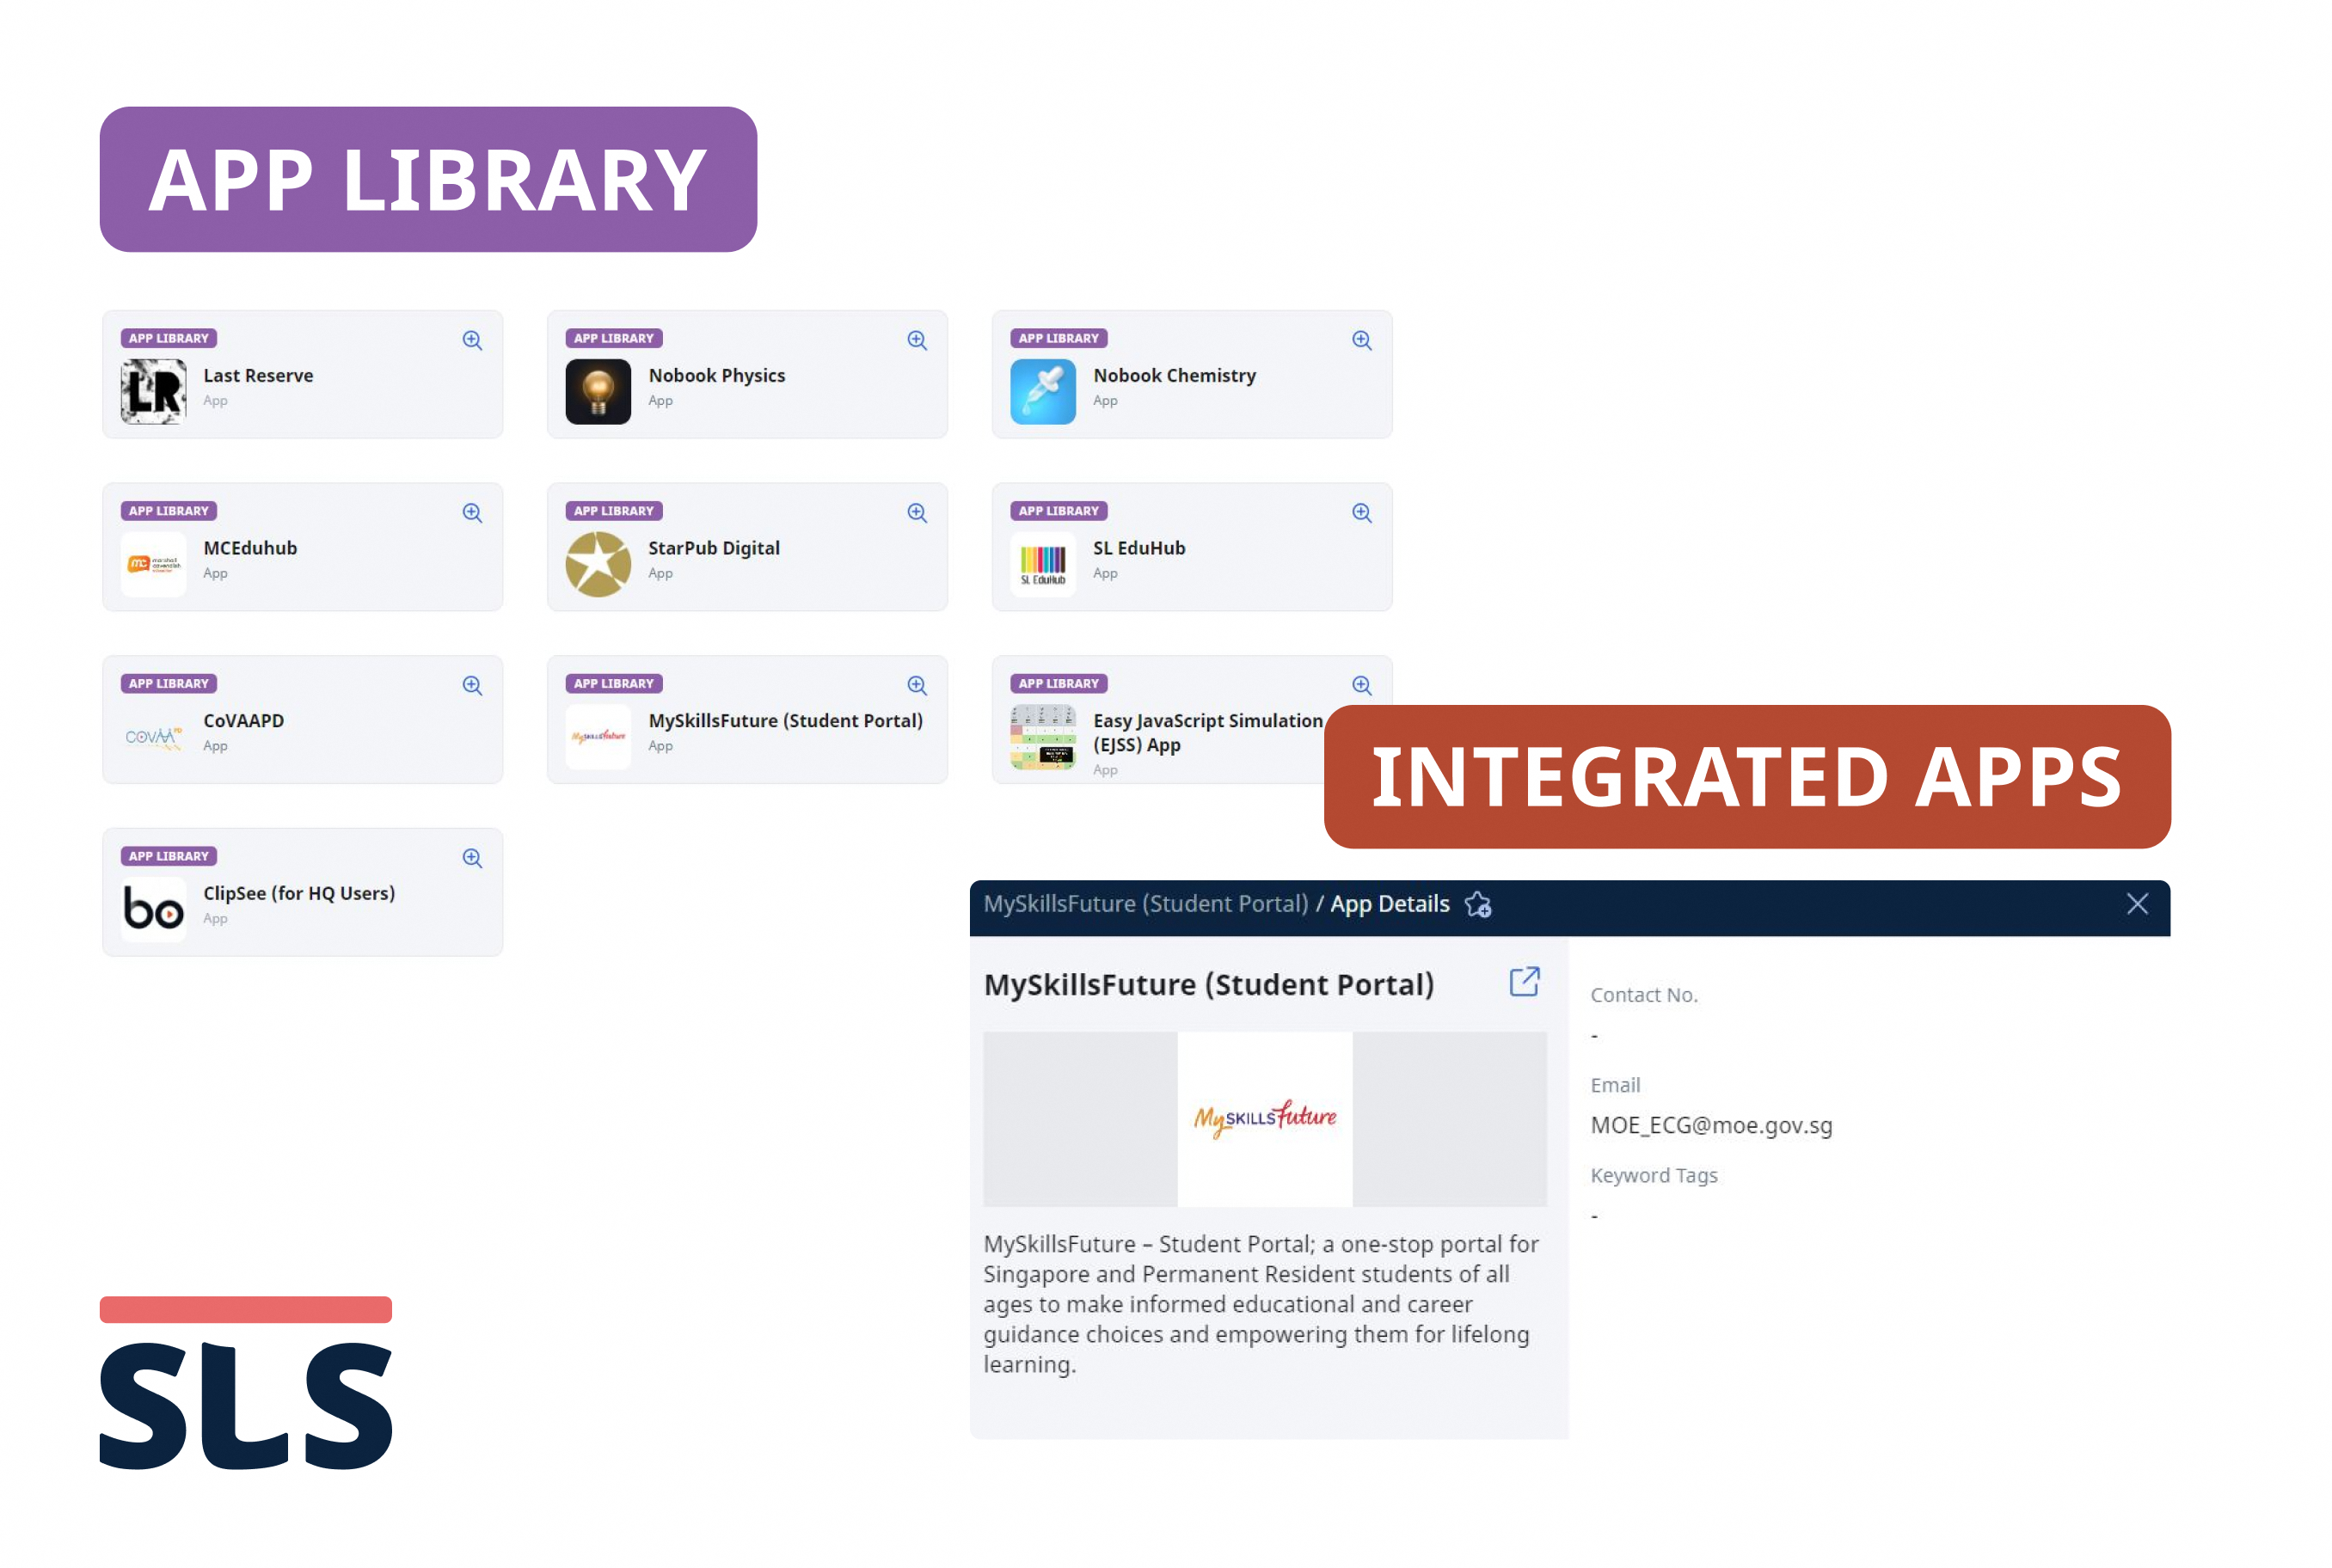 APP LIBRARY
APP LIBRARY
LR
Last Reserve
App
APP LIBRARY
Nobook Physics
App
APP LIBRARY
Nobook Chemistry
App
APP LIBRARY
mc marshall cavendish
MCEduhub
App
APP LIBRARY
StarPub Digital
App
APP LIBRARY
SL EduHub
SL EduHub
App
APP LIBRARY
COVAA PD
CoVAAPD
App
APP LIBRARY
MySKILLSfuture
MySkillsFuture (Student Portal)
App
APP LIBRARY
Easy JavaScript Simulation
(EJSS) App
App
INTEGRATED APPS
APP LIBRARY
bo
ClipSee (for HQ Users)
App
MySkillsFuture (Student Portal) / App Details
MySkillsFuture (Student Portal)
MySKILLSfuture
MySkillsFuture – Student Portal; a one-stop portal for
Singapore and Permanent Resident students of all
ages to make informed educational and career
guidance choices and empowering them for lifelong
learning.
Contact No.
-
Email
MOE_ECG@moe.gov.sg
Keyword Tags
-
SLS